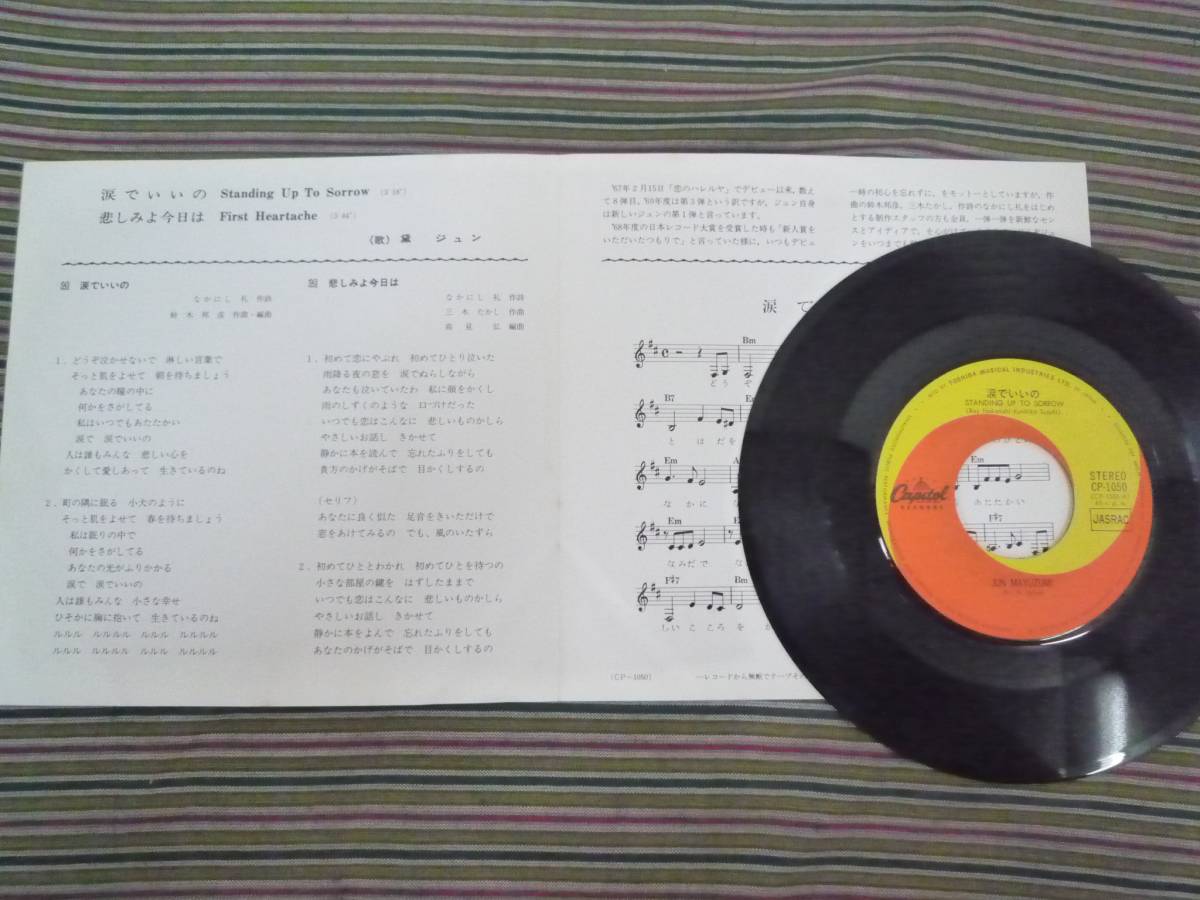 涙でいいの Standing Up To Sorrow (3′18″)
悲しみよ今日は First Heartache (3′44″)
(歌) 黛 ジュン
涙でいいの
なかにし 礼 作詩
鈴木邦彦 作曲・編曲
1. どうぞ泣かせないで 淋しい言葉で
そっと肌をよせて 朝を待ちましょう
あなたの瞳の中に
何かをさがしてる
私はいつでもあたたかい
涙で 涙でいいの
人は誰もみんな 悲しい心を
かくして愛しあって 生きているのね
2. 町の隅に眠る 小犬のように
そっと肌をよせて 春を待ちましょう
私は眠りの中で
何かをさがしてる
あなたの光がふりかかる
涙で 涙でいいの
人は誰もみんな 小さな幸せ
ひそかに胸に抱いて 生きているのね
ルルル ルルルル ルルル ルルルル
ルルル ルルルル ルルル ルルルル
悲しみよ今日は
なかにし 礼 作詩
三木たかし 作曲
高見 弘 編曲
1. 初めて恋にやぶれ 初めてひとり泣いた
雨降る夜の窓を 涙でぬらしながら
あなたも泣いていたわ 私に顔をかくし
雨のしずくのような 口づけだった
いつでも恋はこんなに 悲しいものかしら
やさしいお話し きかせて
静かに本を読んで 忘れたふりをしても
貴方のかげがそばで 目かくしするの
(セリフ)
あなたに良く似た 足音をきいただけで
窓をあけてみるの でも、風のいたずら
2. 初めてひととわかれ 初めてひとを待つの
小さな部屋の鍵を はずしたままで
いつでも恋はこんなに 悲しいものかしら
やさしいお話し きかせて
静かに本をよんで 忘れたふりをしても
あなたのかげがそばで 目かくしするの
'67年2月15日「恋のハレルヤ」でデビュー以来，数え
て8弾目，'69年度は第3弾という訳ですが，ジュン自身
は新しいジュンの第1弾と言っています。
'68年度の日本レコード大賞を受賞した時も「新人賞を
いただいたつもりで」と言っていた様に，いつもデビュ
一時の初心を忘れずに，をモットーとしていますが，作
曲の鈴木邦彦，三木たかし，作詩のなかにし礼をはじめ
とする制作スタッフの方も全員，一弾一弾を新鮮なセン
スとアイディアで，
ンをいつまでも
涙 で
Bm
どうぞ
B7 Em
とはだを
Em A
なかにな
Em
なみだでな
F#7 Bm
しいこころをか
(CP-1050)
―レコードから無断でテープその
TOSHIBA MUSICAL INDUSTRIES LTD.
涙でいいの
STANDING UP TO SORROW
(Rey Nakanishi-Kunihiko Suzuki)
Capitol
RECORDS
STEREO
CP-1050
JASRAC
Em
あたたかい
F#7
JUN MAYUZUMI